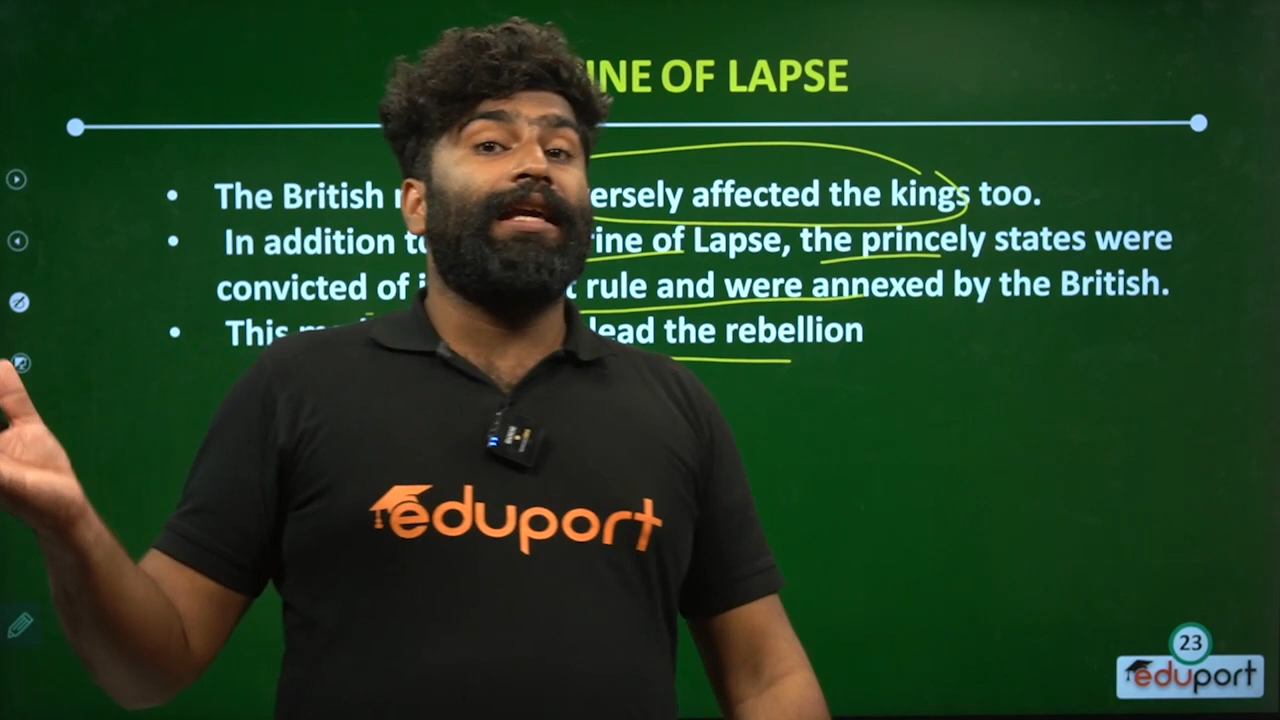 INE OF LAPSE
• The British ersely affected the kings too.
• In addition rine of Lapse, the princely states were
convicted of t rule and were annexed by the British.
• This lead the rebellion
eduport
23
eduport